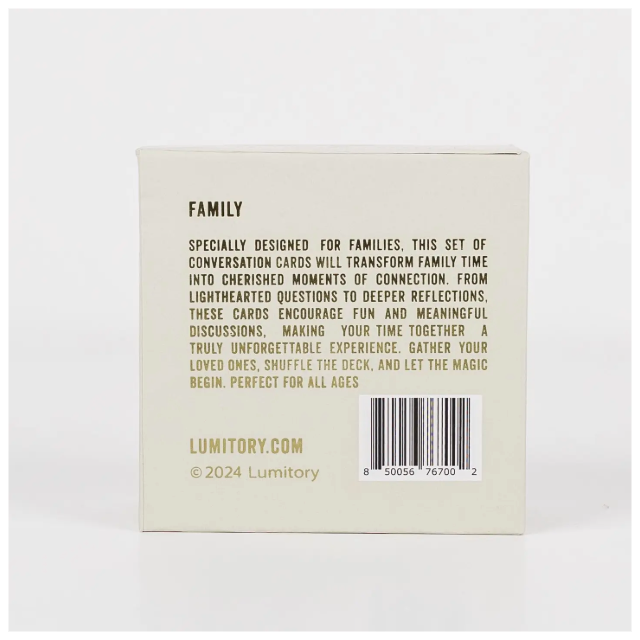 FAMILY
SPECIALLY DESIGNED FOR FAMILIES, THIS SET OF
CONVERSATION CARDS WILL TRANSFORM FAMILY TIME
INTO CHERISHED MOMENTS OF CONNECTION. FROM
LIGHTHEARTED QUESTIONS TO DEEPER REFLECTIONS,
THESE CARDS ENCOURAGE FUN AND MEANINGFUL
DISCUSSIONS, MAKING YOUR TIME TOGETHER A
TRULY UNFORGETTABLE EXPERIENCE. GATHER YOUR
LOVED ONES, SHUFFLE THE DECK, AND LET THE MAGIC
BEGIN. PERFECT FOR ALL AGES
LUMITORY.COM
© 2024 Lumitory
8 50056 76700 2